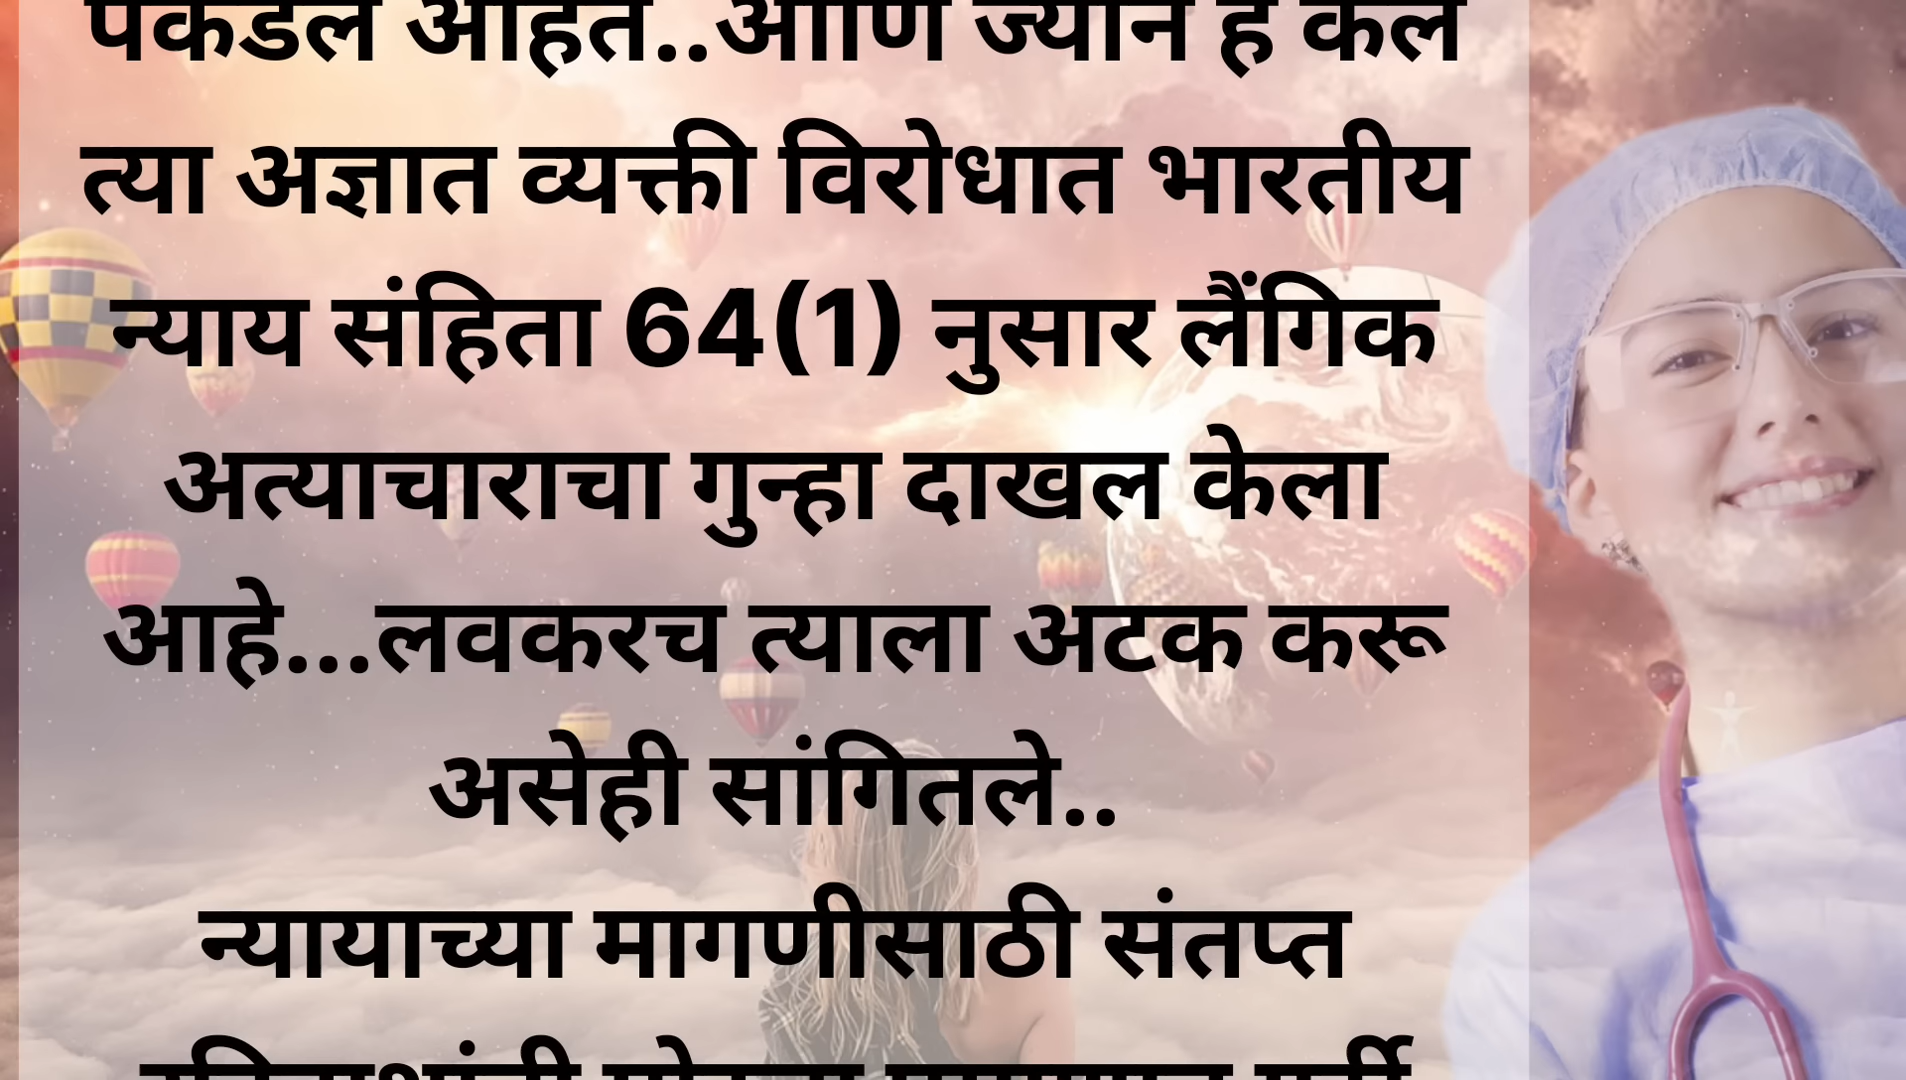 पकडले आहेत..आणि ज्याने हे केले
त्या अज्ञात व्यक्ती विरोधात भारतीय
न्याय संहिता 64(1) नुसार लैंगिक
अत्याचाराचा गुन्हा दाखल केला
आहे...लवकरच त्याला अटक करू
असेही सांगितले..
न्यायाच्या मागणीसाठी संतप्त